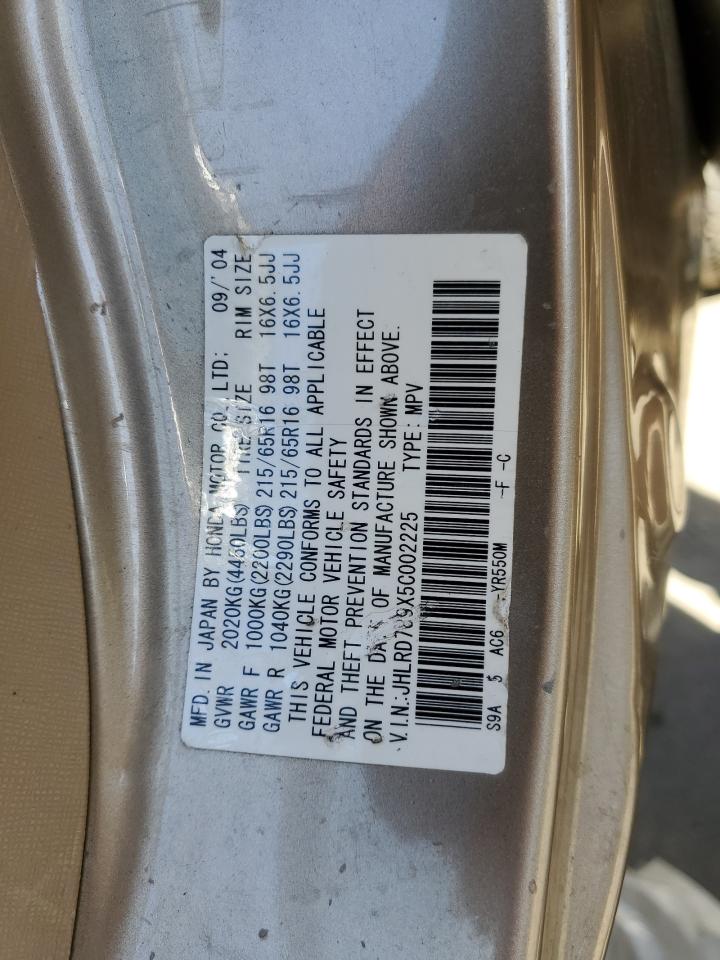 MFD. IN JAPAN BY HONDA MOTOR CO., LTD; 09/'04
GVWR 2020KG(4450LBS) TIRE SIZE RIM SIZE
GAWR F 1000KG(2200LBS) 215/65R16 98T 16X6.5JJ
GAWR R 1040KG(2290LBS) 215/65R16 98T 16X6.5JJ
THIS VEHICLE CONFORMS TO ALL APPLICABLE
FEDERAL MOTOR VEHICLE SAFETY
AND THEFT PREVENTION STANDARDS IN EFFECT
ON THE DATE OF MANUFACTURE SHOWN ABOVE.
V.I.N.: TYPE:MPV
S9A 5 AC6 -YR550M -F -C